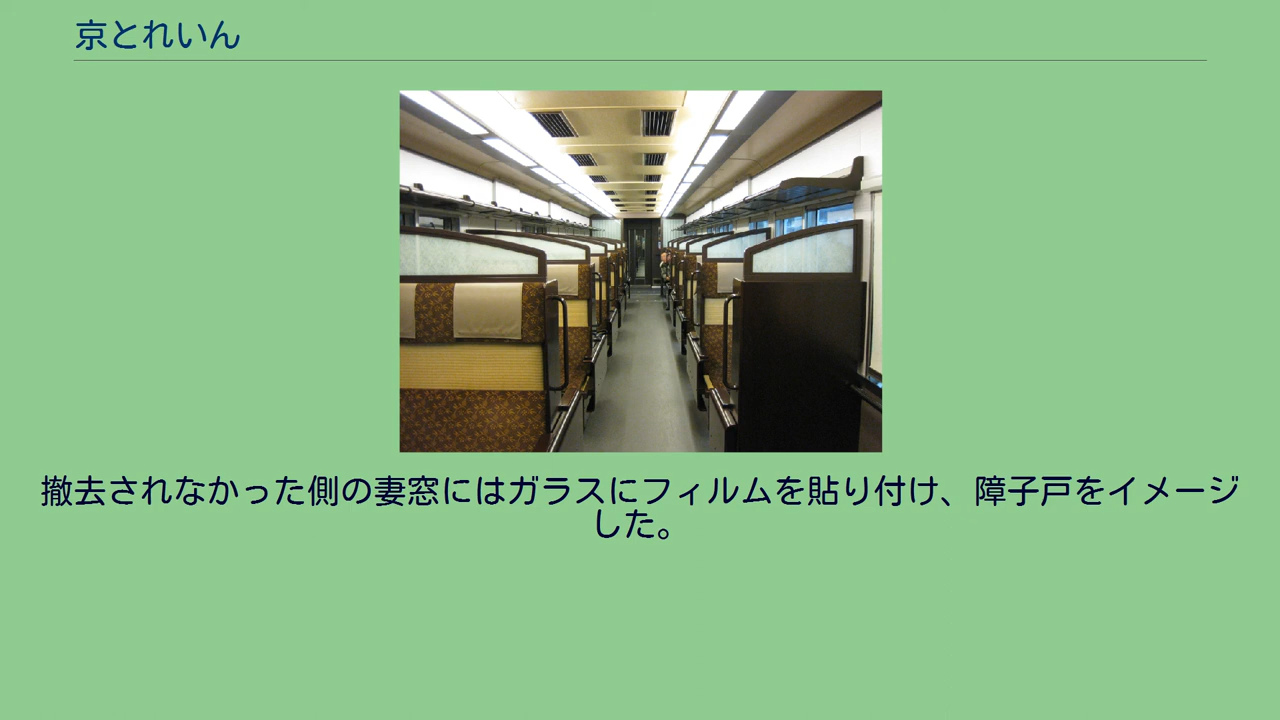 京とれいん
撤去されなかった側の妻窓にはガラスにフィルムを貼り付け、障子戸をイメージ
した。